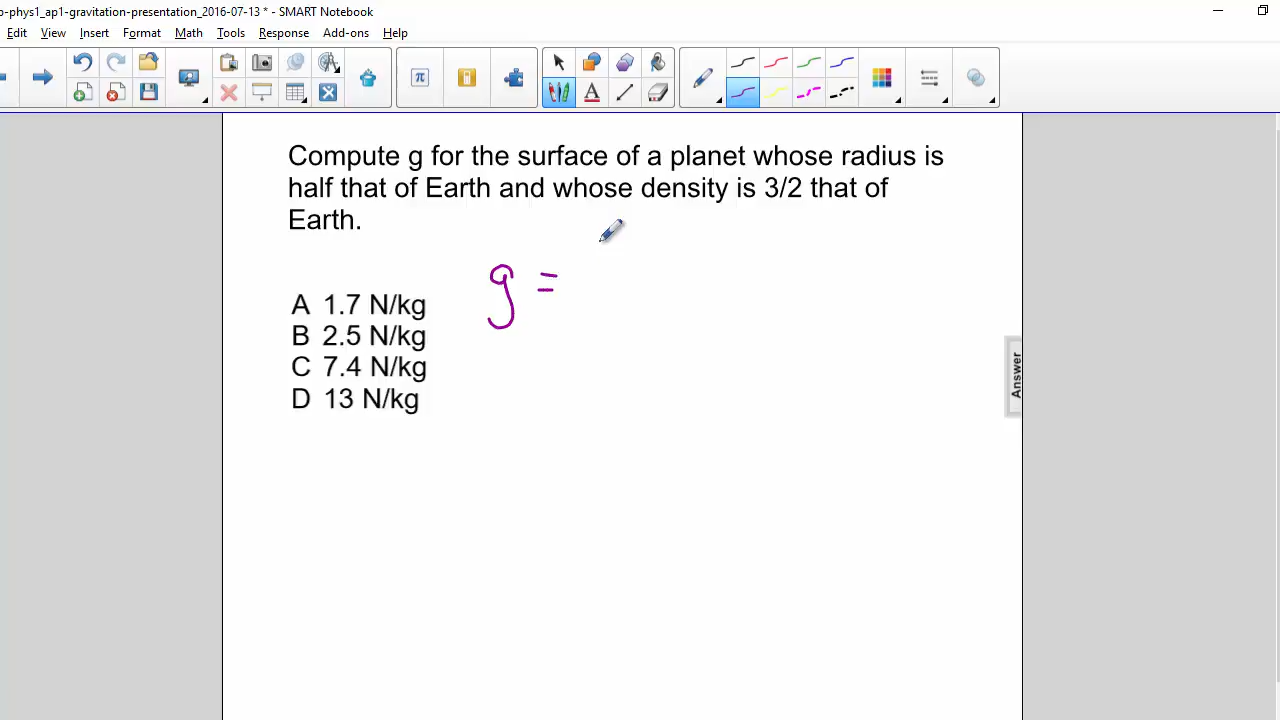 o-phys1_ap1-gravitation-presentation_2016-07-13 * - SMART Notebook
Edit View Insert Format Math Tools Response Add-ons Help
π
A
Compute g for the surface of a planet whose radius is
half that of Earth and whose density is 3/2 that of
Earth.
g =
A 1.7 N/kg
B 2.5 N/kg
C 7.4 N/kg
D 13 N/kg
Answer